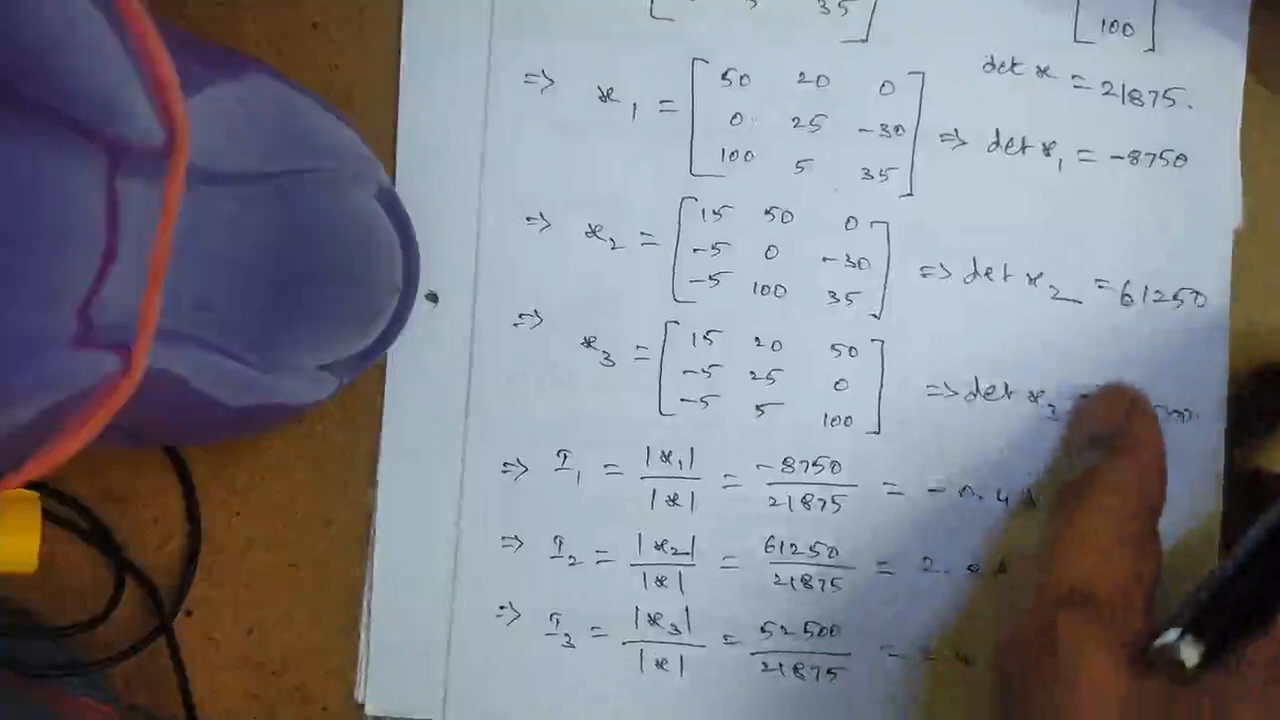 35
100
det x = 21875.
=> x₁ = [ 50 20 0
0 25 -30
100 5 35 ] => det x₁ = -8750
=> x₂ = [ 15 50 0
-5 0 -30
-5 100 35 ] => det x₂ = 61250
=> x₃ = [ 15 20 50
-5 25 0
-5 5 100 ] => det x₃
=> I₁ = |x₁| / |x| = -8750 / 21875 =
=> I₂ = |x₂| / |x| = 61250 / 21875 =
=> I₃ = |x₃| / |x| = 52500 / 21875 =